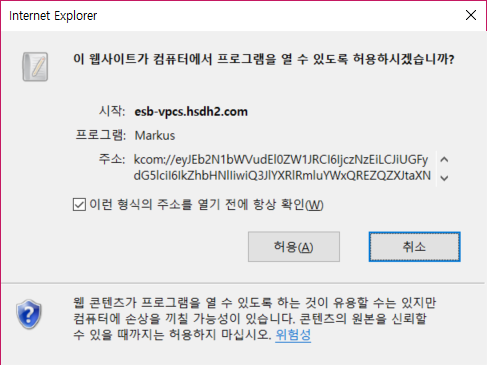 Internet Explorer
이 웹사이트가 컴퓨터에서 프로그램을 열 수 있도록 허용하시겠습니까?
시작: esb-vpcs.hsdh2.com
프로그램: Markus
주소: kcom://eyJEb2N1bWVudEl0ZW1JRCI6IjczNzEiLCJiUGFy
dG5lciI6IkZhbHNlIiwiQ3JlYXRlRmluYWxQREZQZXJtaXN
이런 형식의 주소를 열기 전에 항상 확인(W)
허용(A)
취소
웹 콘텐츠가 프로그램을 열 수 있도록 하는 것이 유용할 수는 있지만
컴퓨터에 손상을 끼칠 가능성이 있습니다. 콘텐츠의 원본을 신뢰할
수 있을 때까지는 허용하지 마십시오. 위험성